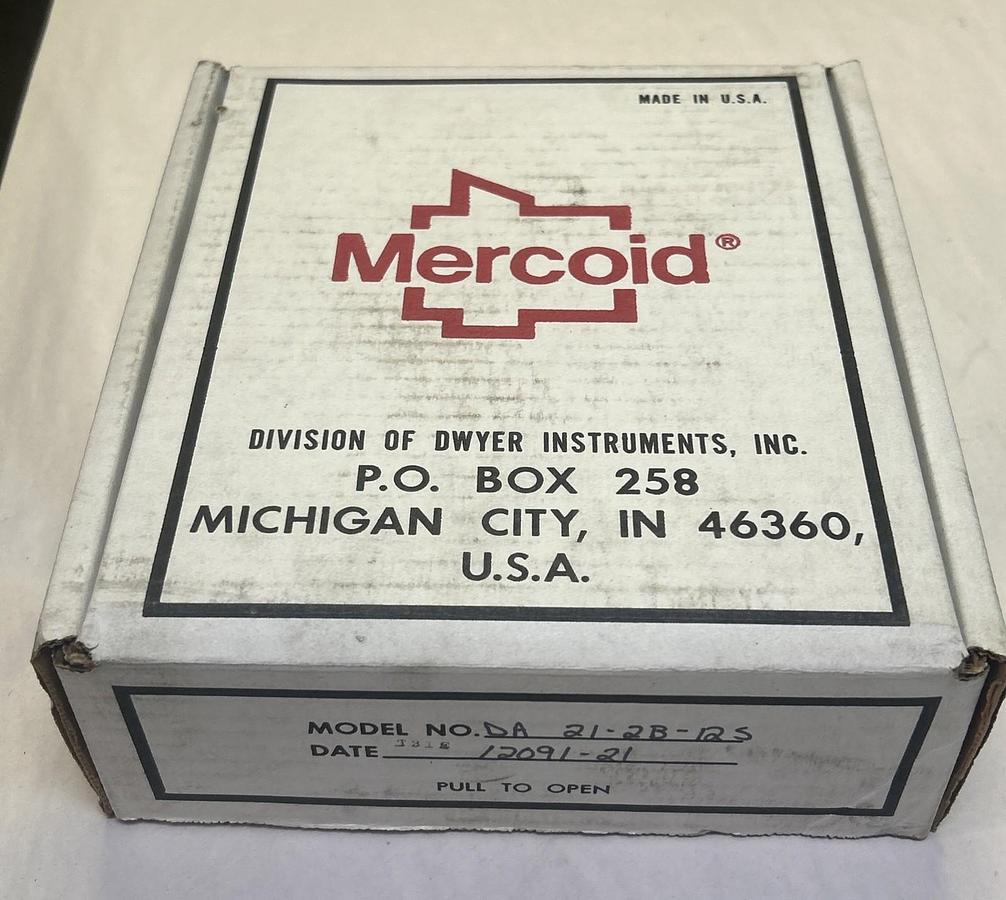 MADE IN U.S.A.
Mercoid®
DIVISION OF DWYER INSTRUMENTS, INC.
P.O. BOX 258
MICHIGAN CITY, IN 46360,
U.S.A.
MODEL NO. DA 21-2B-12S
DATE 12091-21
PULL TO OPEN